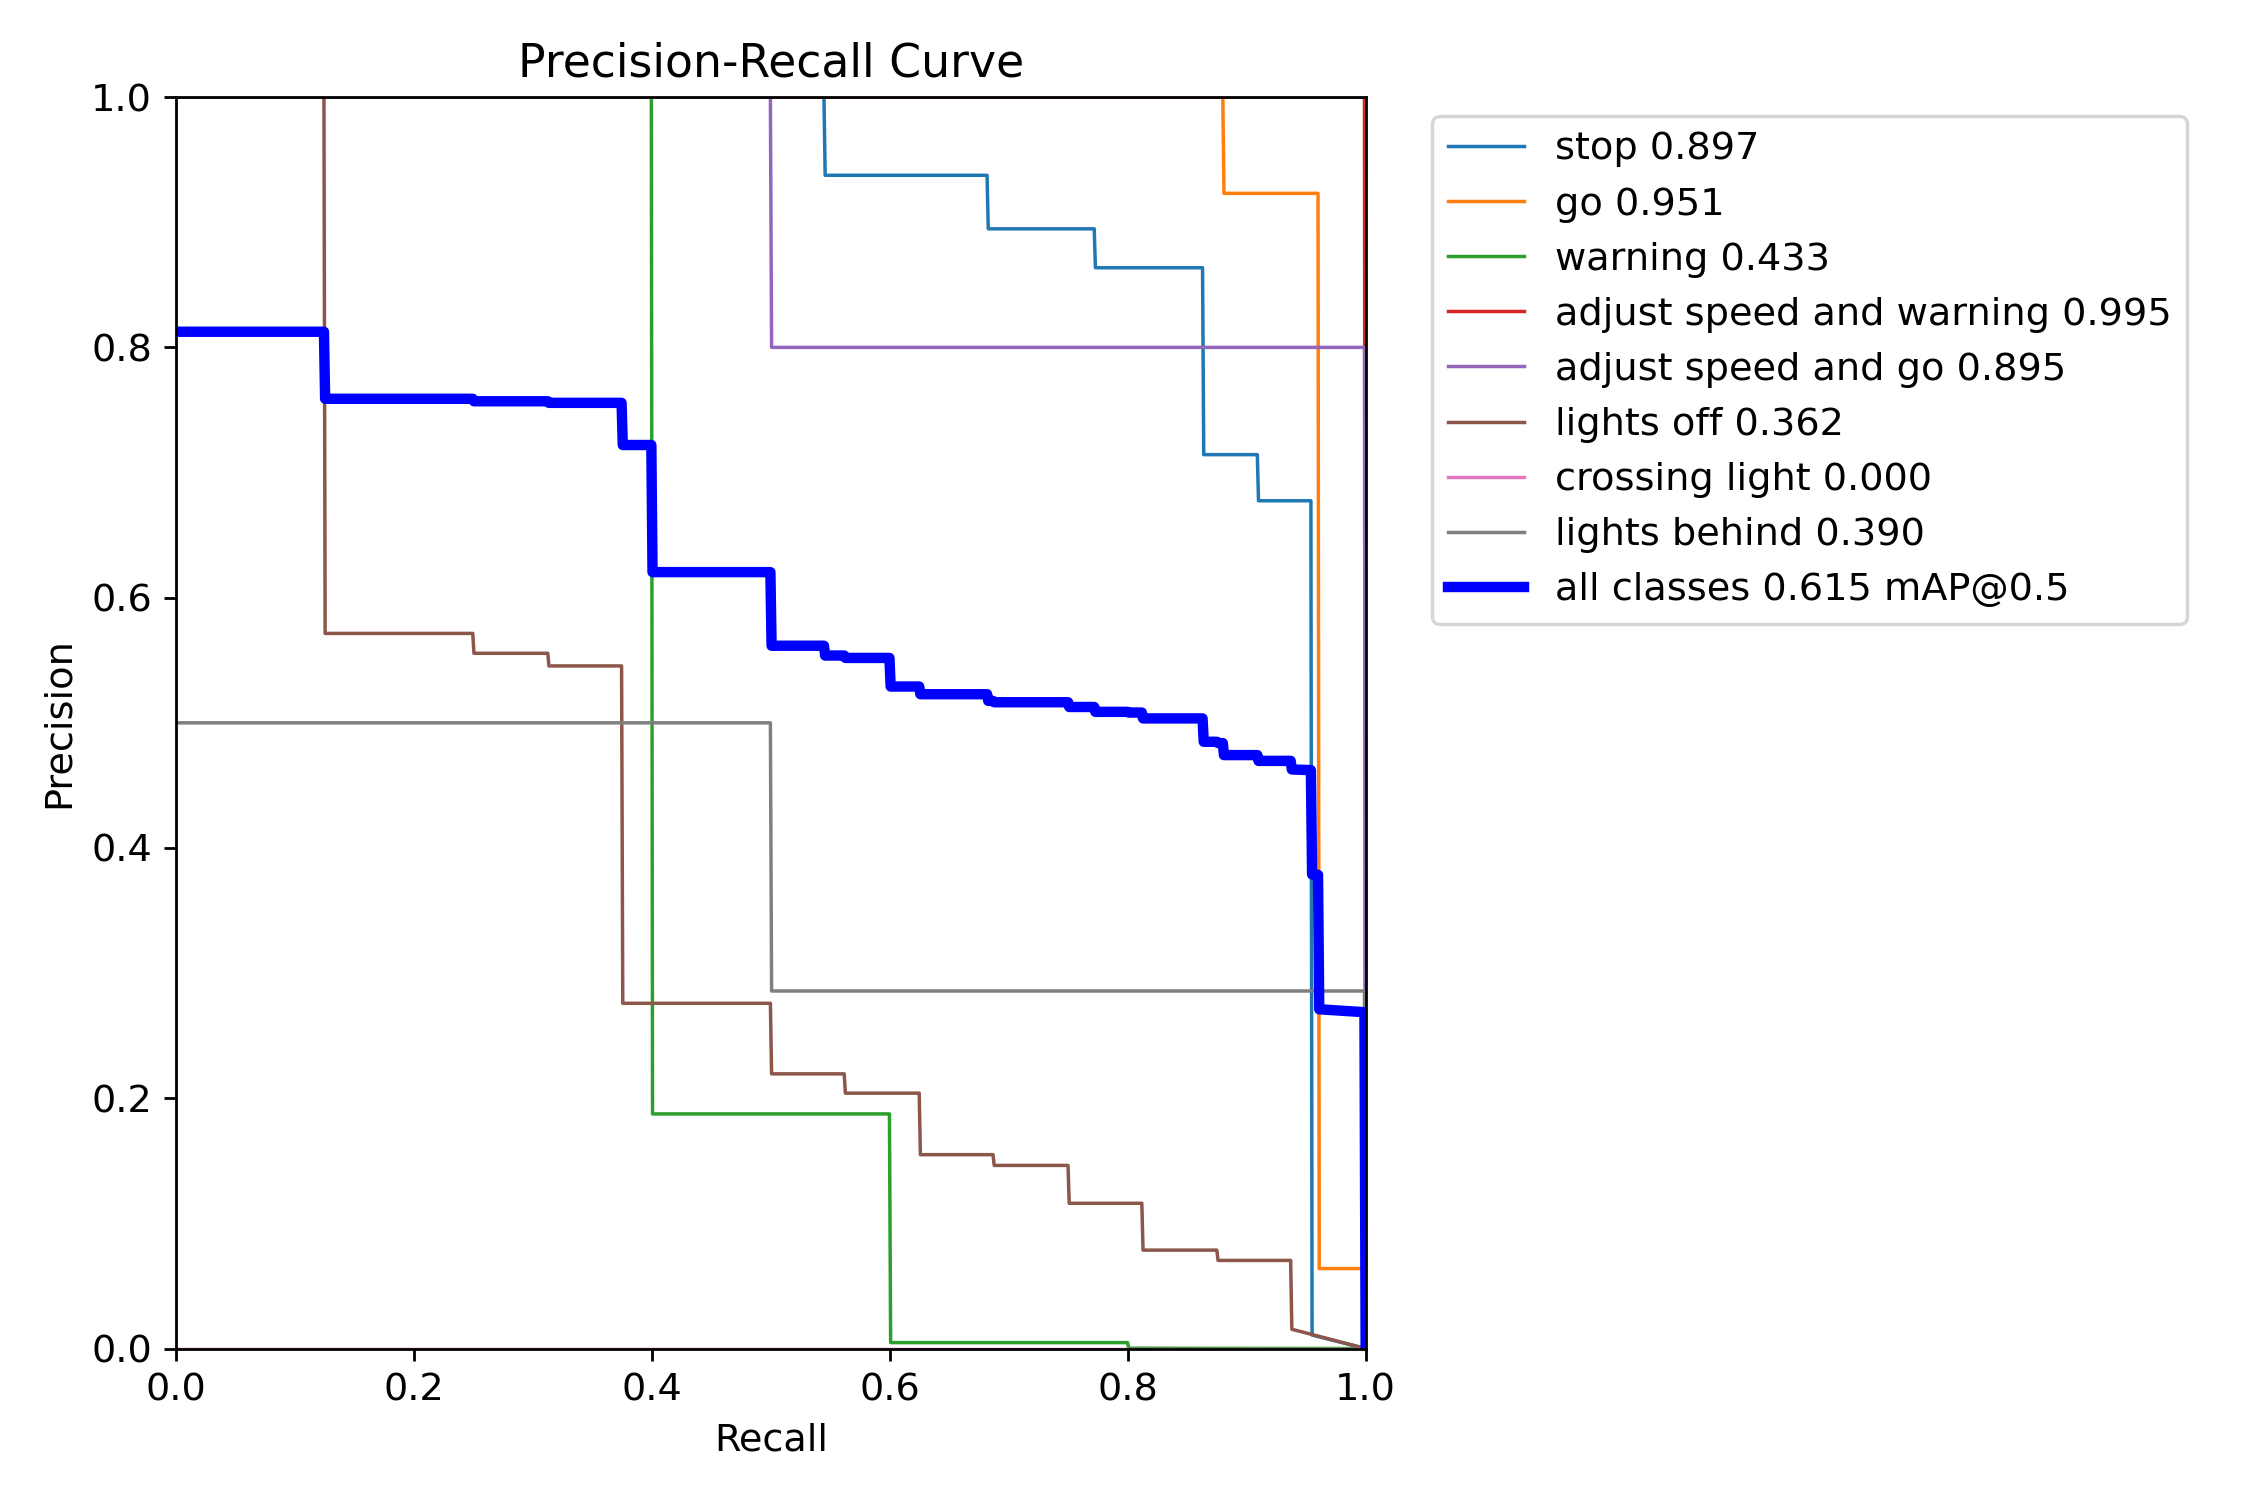 Precision-Recall Curve
1.0
0.8
0.6
0.4
0.2
0.0
Precision
0.0 0.2 0.4 0.6 0.8 1.0
Recall
stop 0.897
go 0.951
warning 0.433
adjust speed and warning 0.995
adjust speed and go 0.895
lights off 0.362
crossing light 0.000
lights behind 0.390
all classes 0.615 mAP@0.5